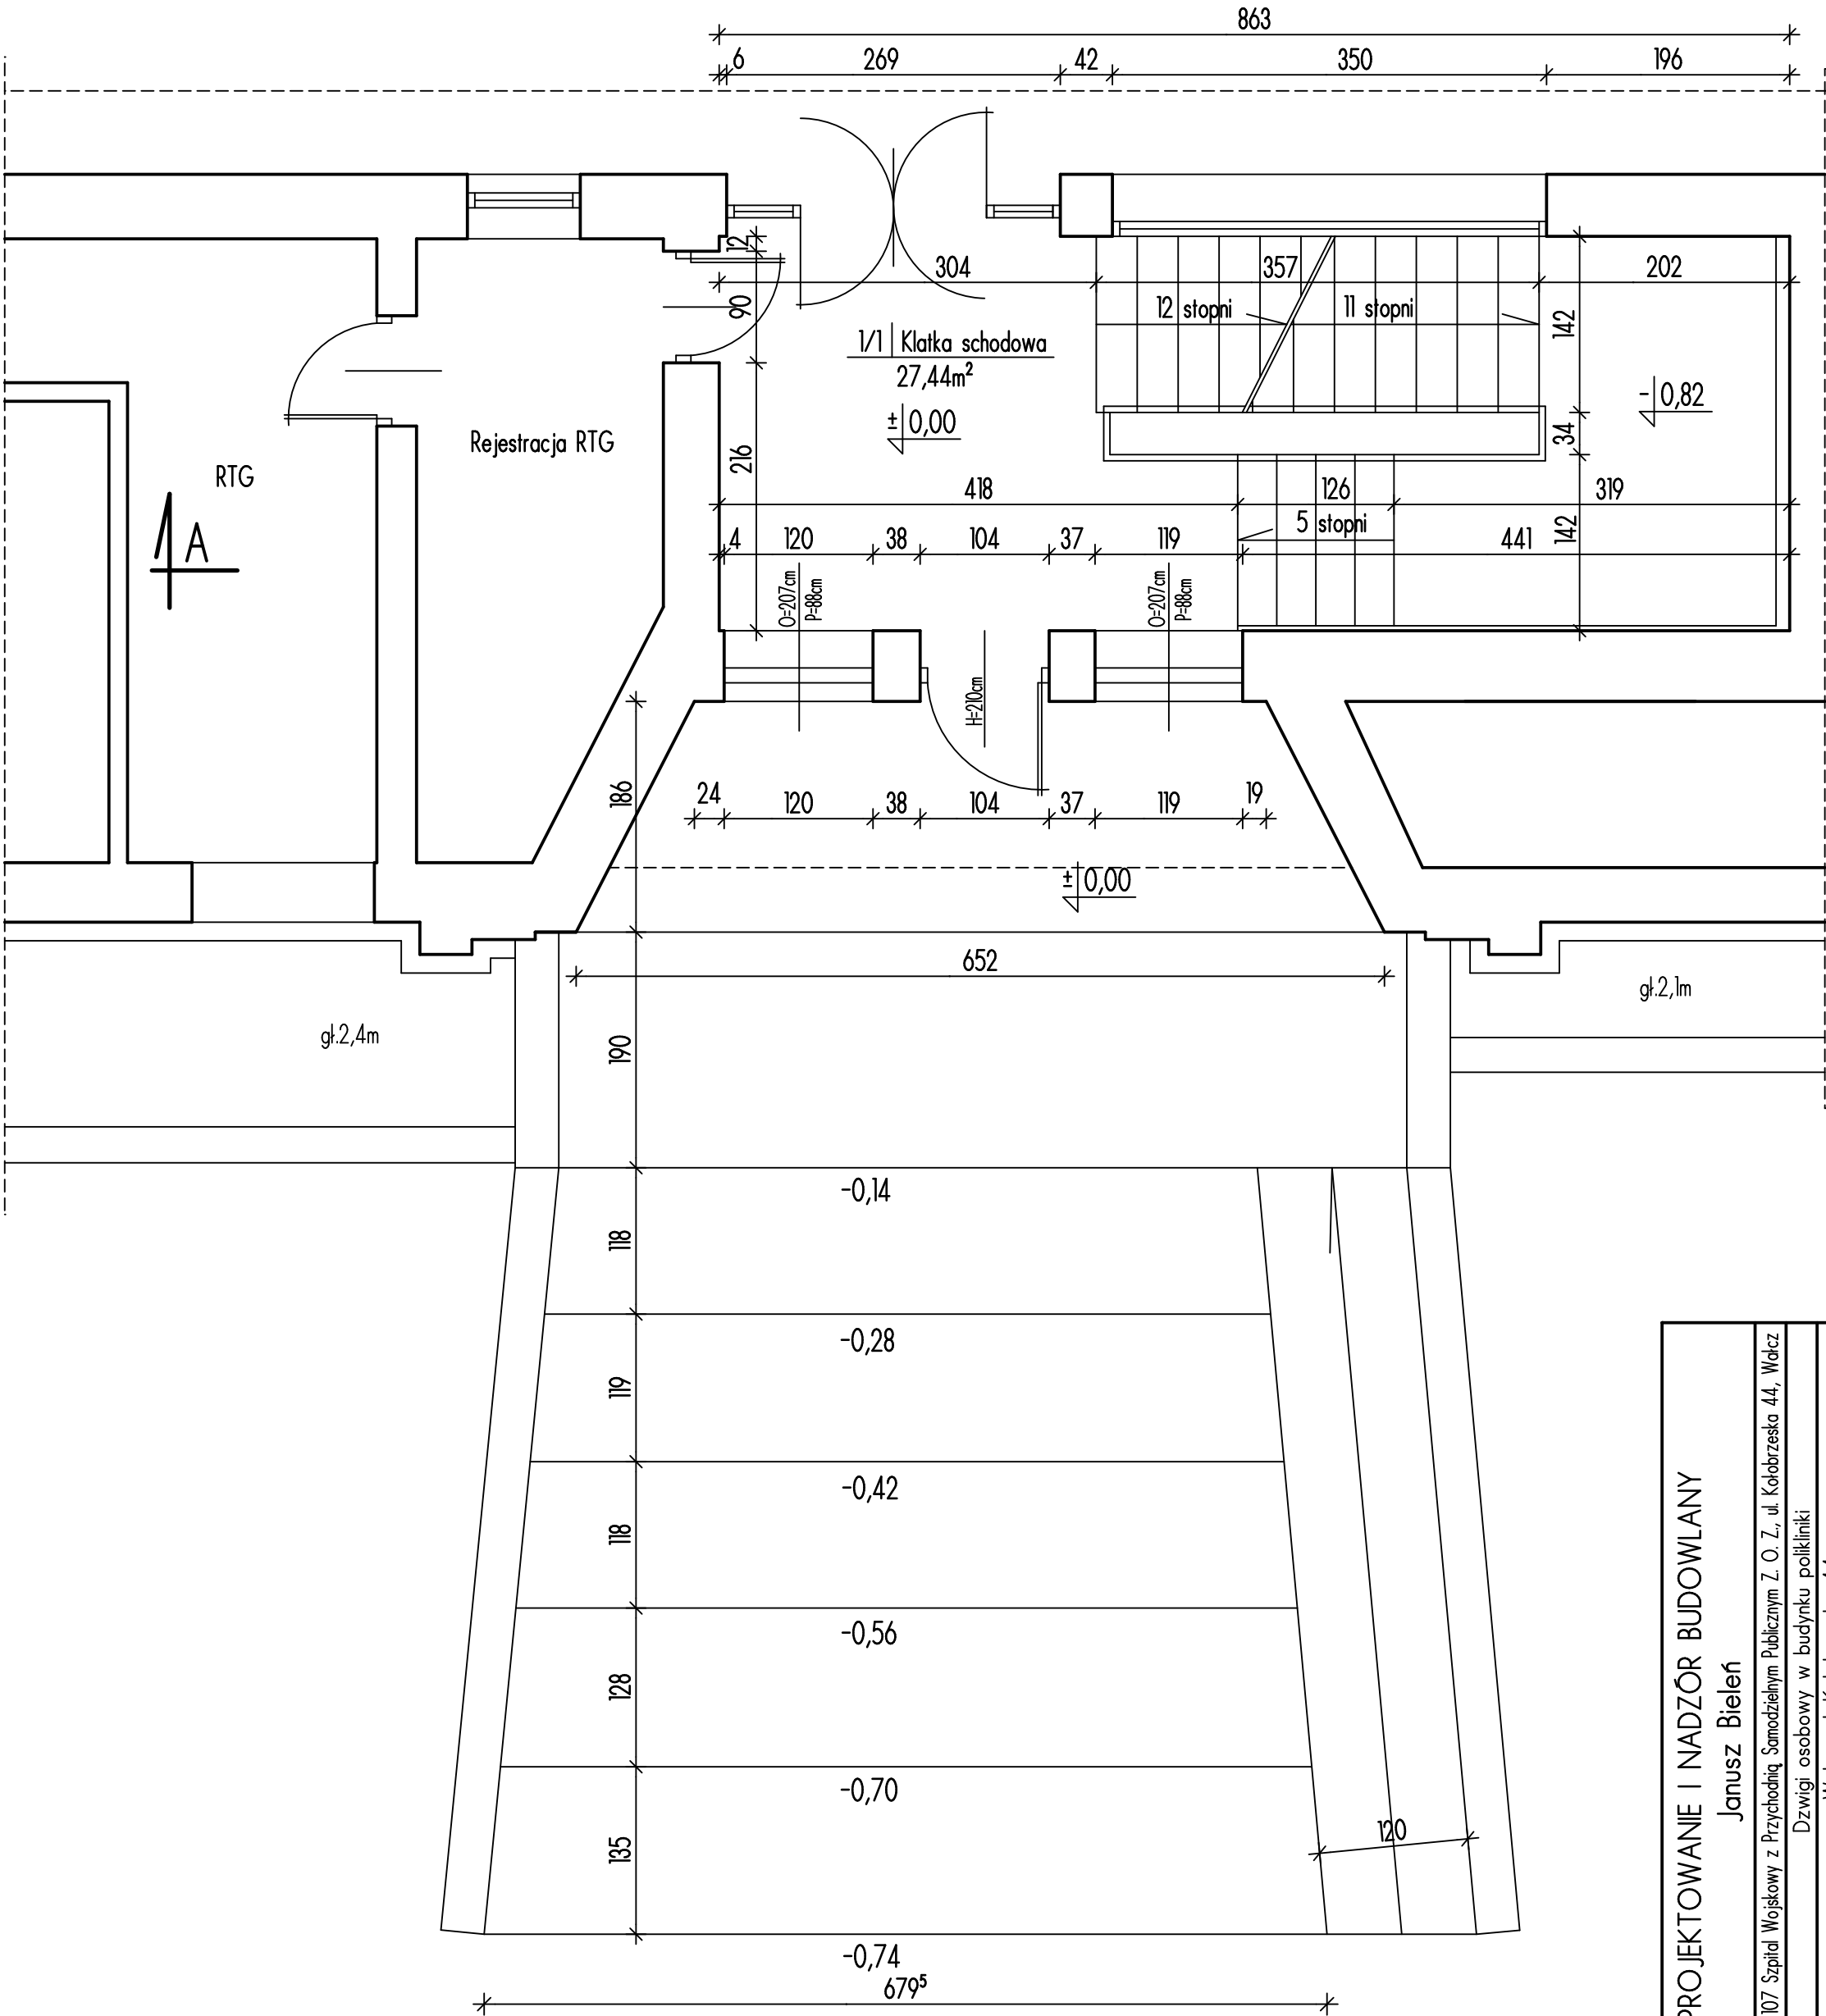 863
6 269 42 350 196
12
304 357 202
90
12 stopni 11 stopni
142
1/1 Klatka schodowa
27,44m²
± 0,00
- 0,82
Rejestracja RTG
34
216
RTG
418 126 319
5 stopni
142
A
4 120 38 104 37 119 441
O=207cm
P=88cm
O=207cm
P=88cm
H=210cm
186
24 120 38 104 37 119 19
± 0,00
652
gł.2,1m
gł.2,4m
190
-0,14
118
-0,28
119
-0,42
118
-0,56
128
-0,70
120
135
-0,74
679⁵
PROJEKTOWANIE I NADZÓR BUDOWLANY
Janusz Bieleń
107 Szpital Wojskowy z Przychodnią Samodzielnym Publicznym Z. O. Z., ul. Kołobrzeska 44, Wałcz
Dzwigi osobowy w budynku polikliniki